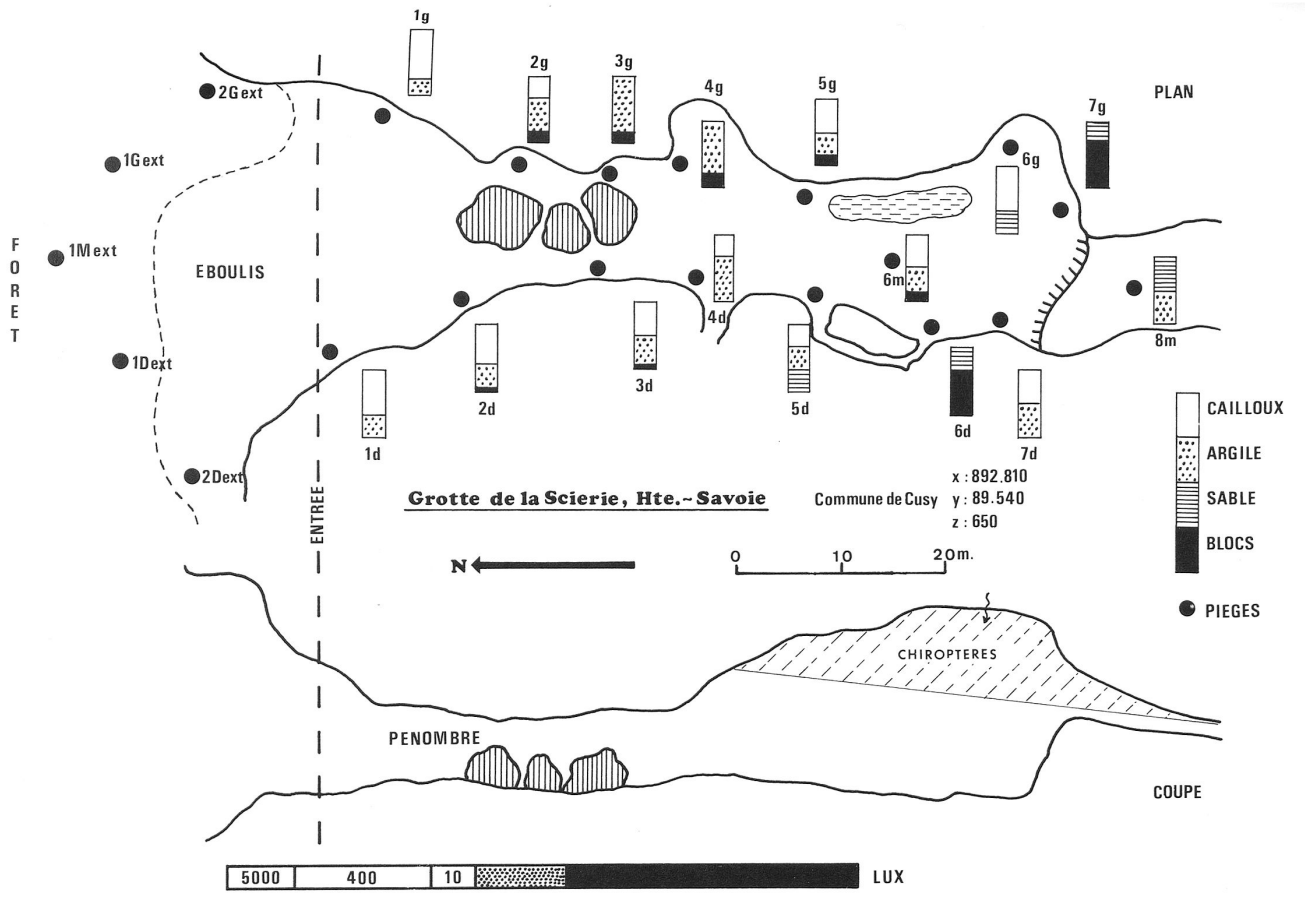 1g
2g
3g
4g
5g
7g
PLAN
2Gext
1Gext
6g
1Mext
FORET
EBOULIS
6m
4d
8m
1Dext
3d
2d
5d
6d
7d
1d
CAILLOUX
ARGILE
SABLE
BLOCS
PIEGES
2Dext
ENTREE
Grotte de la Scierie, Hte.-Savoie
Commune de Cusy
x : 892.810
y : 89.540
z : 650
N
0 10 20m.
CHIROPTERES
PENOMBRE
COUPE
5000 400 10 LUX